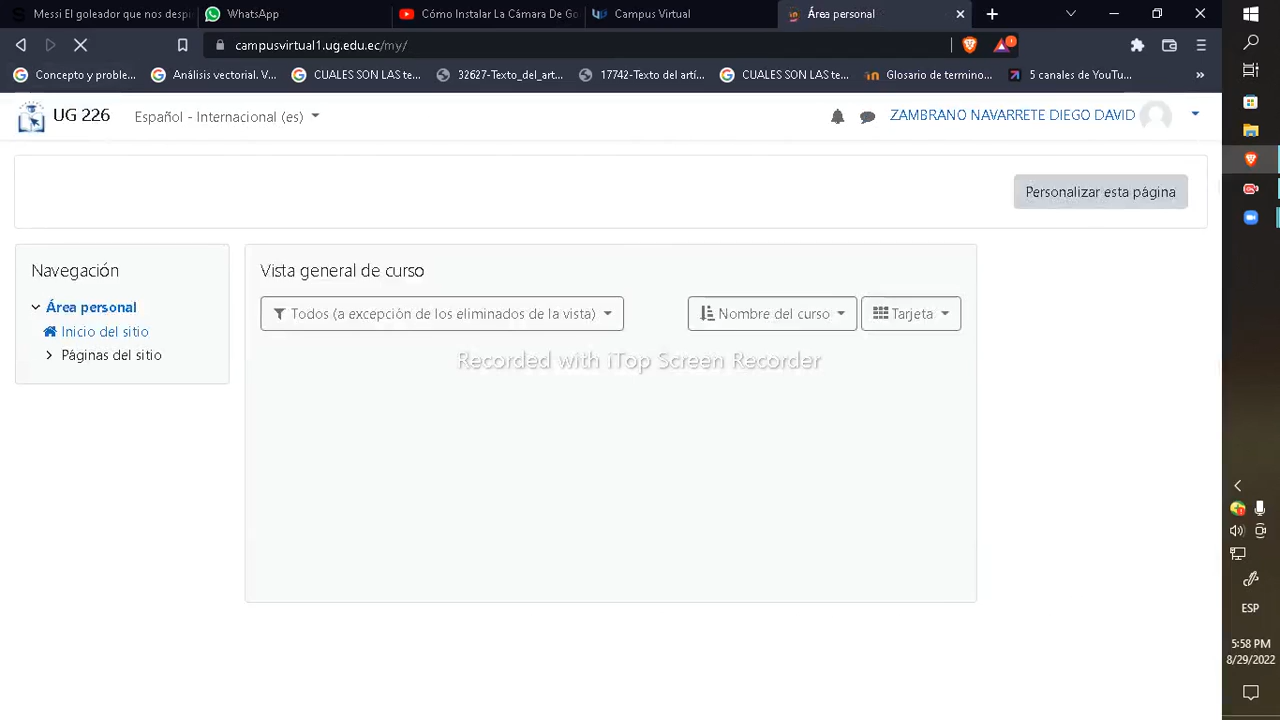 Messi El goleador que nos despi
WhatsApp
Cómo Instalar La Cámara De Go
Campus Virtual
Área personal
campusvirtual1.ug.edu.ec/my/
Concepto y proble...
Análisis vectorial. V...
CUALES SON LAS te...
32627-Texto_del_ar...
17742-Texto del artí...
CUALES SON LAS te...
Glosario de termino...
5 canales de YouTu...
UG 226
Español - Internacional (es)
ZAMBRANO NAVARRETE DIEGO DAVID
Personalizar esta página
Navegación
Área personal
Inicio del sitio
Páginas del sitio
Vista general de curso
Todos (a excepción de los eliminados de la vista)
Nombre del curso
Tarjeta
Recorded with iTop Screen Recorder
ESP
5:58 PM
8/29/2022